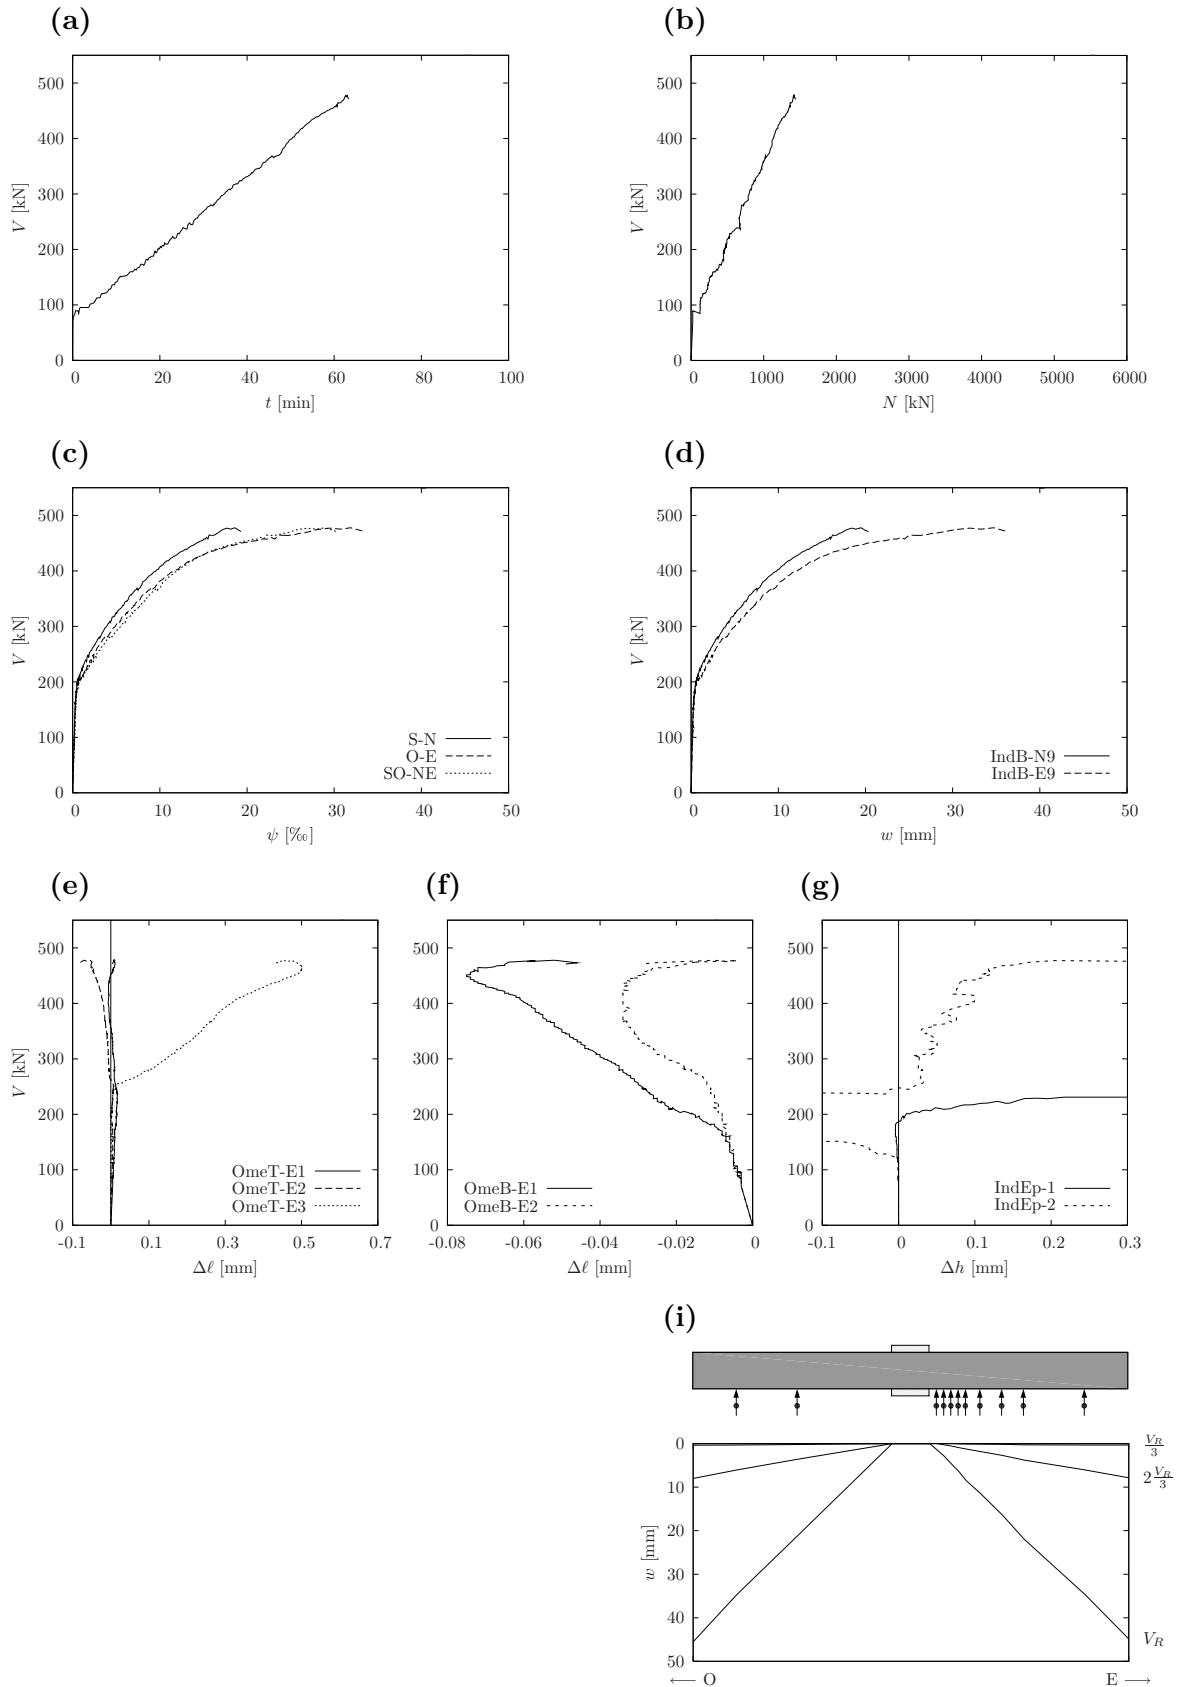 (a)
500
400
300
200
100
0
V [kN]
0 20 40 60 80 100
t [min]
(b)
500
400
300
200
100
0
V [kN]
0 1000 2000 3000 4000 5000 6000
N [kN]
(c)
500
400
300
200
100
0
V [kN]
S-N
O-E
SO-NE
0 10 20 30 40 50
ψ [‰]
(d)
500
400
300
200
100
0
V [kN]
IndB-N9
IndB-E9
0 10 20 30 40 50
w [mm]
(e)
500
400
300
200
100
0
V [kN]
OmeT-E1
OmeT-E2
OmeT-E3
-0.1 0.1 0.3 0.5 0.7
Δℓ [mm]
(f)
500
400
300
200
100
0
OmeB-E1
OmeB-E2
-0.08 -0.06 -0.04 -0.02 0
Δℓ [mm]
(g)
500
400
300
200
100
0
IndEp-1
IndEp-2
-0.1 0 0.1 0.2 0.3
Δh [mm]
(i)
0
10
20
30
40
50
w [mm]
V_R/3
2 V_R/3
V_R
← O
E →